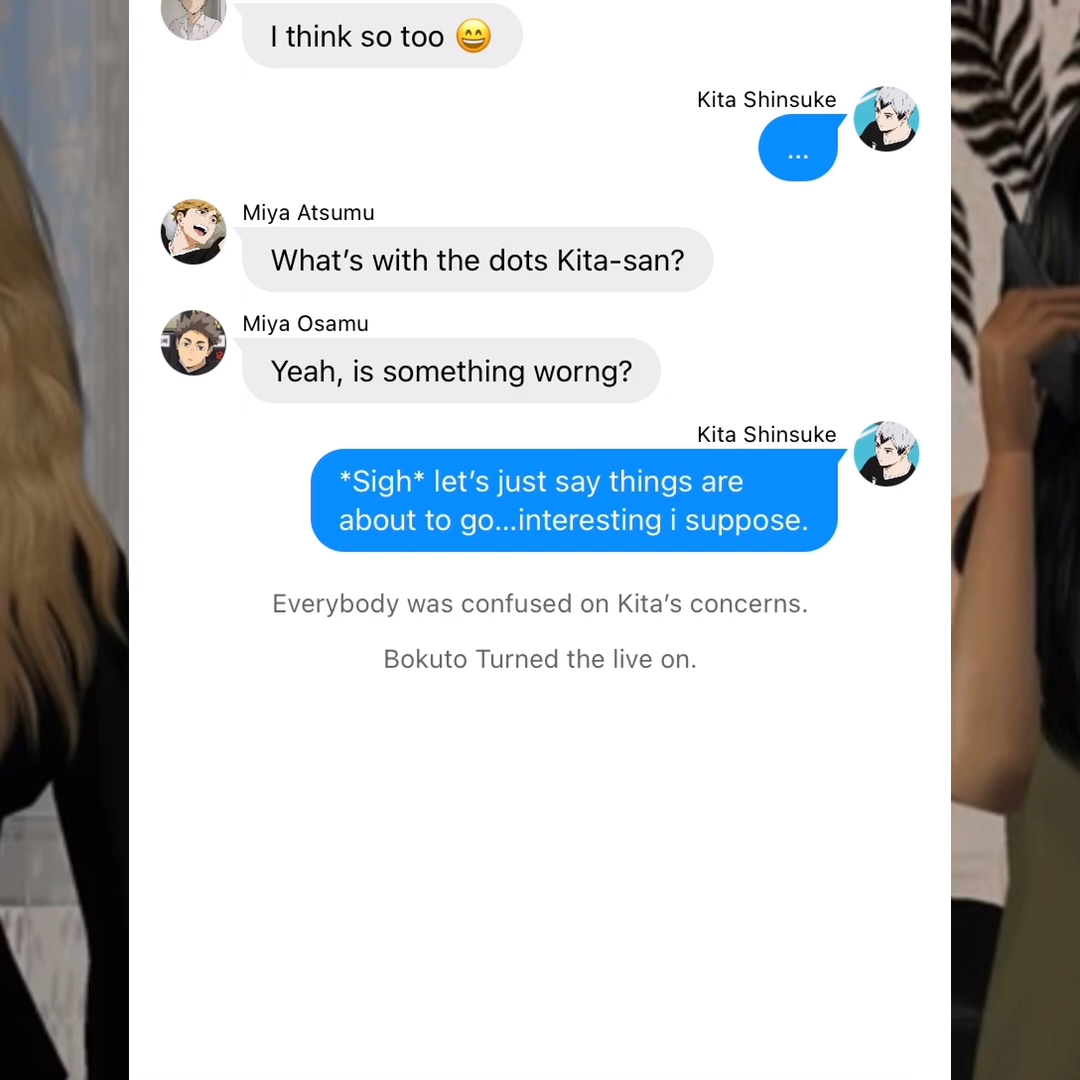 I think so too 😄
Kita Shinsuke
...
Miya Atsumu
What's with the dots Kita-san?
Miya Osamu
Yeah, is something worng?
Kita Shinsuke
*Sigh* let's just say things are
about to go...interesting i suppose.
Everybody was confused on Kita's concerns.
Bokuto Turned the live on.